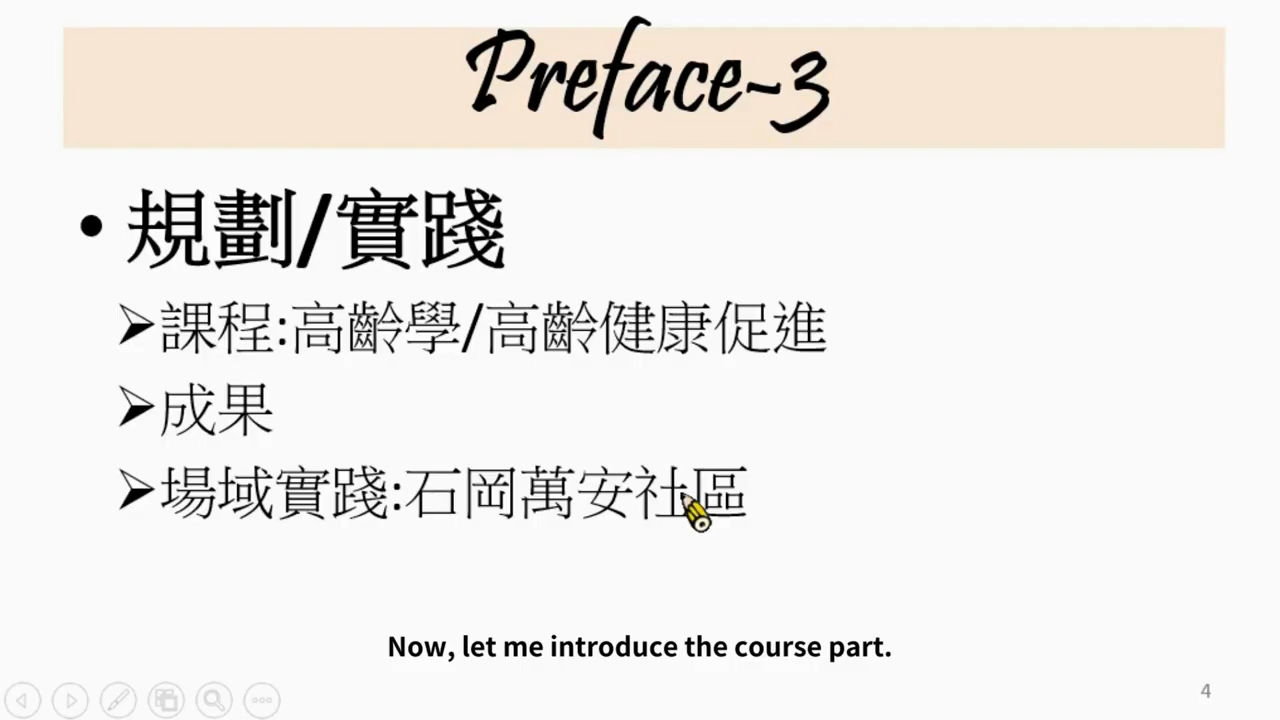 Preface-3
• 規劃/實踐
➢課程:高齡學/高齡健康促進
➢成果
➢場域實踐:石岡萬安社區
Now, let me introduce the course part.
4